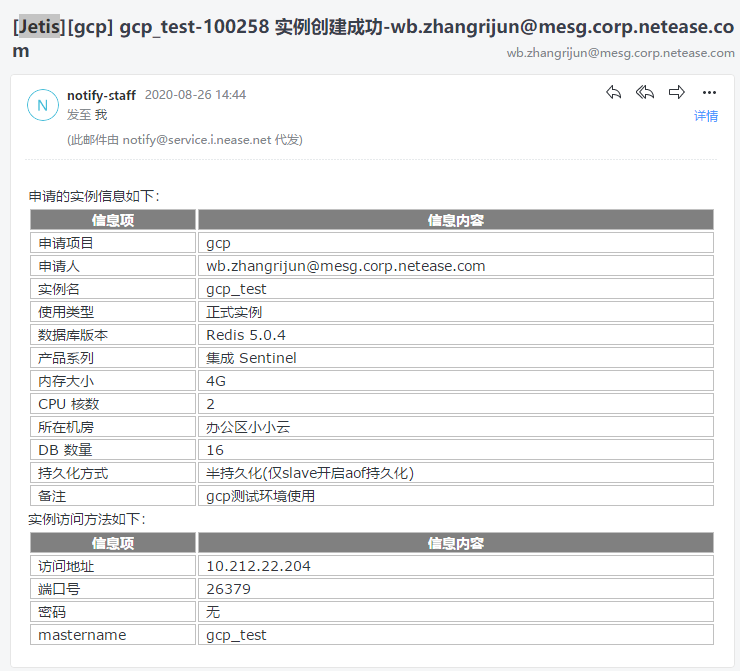 [Jetis][gcp] gcp_test-100258 实例创建成功-wb.zhangrijun@mesg.corp.netease.co
m
wb.zhangrijun@mesg.corp.netease.com
N
notify-staff 2020-08-26 14:44
发至 我
详情
(此邮件由 notify@service.i.nease.net 代发)
申请的实例信息如下：
信息项 信息内容
申请项目 gcp
申请人 wb.zhangrijun@mesg.corp.netease.com
实例名 gcp_test
使用类型 正式实例
数据库版本 Redis 5.0.4
产品系列 集成 Sentinel
内存大小 4G
CPU 核数 2
所在机房 办公区小小云
DB 数量 16
持久化方式 半持久化(仅slave开启aof持久化)
备注 gcp测试环境使用
实例访问方法如下：
信息项 信息内容
访问地址 10.212.22.204
端口号 26379
密码 无
mastername gcp_test